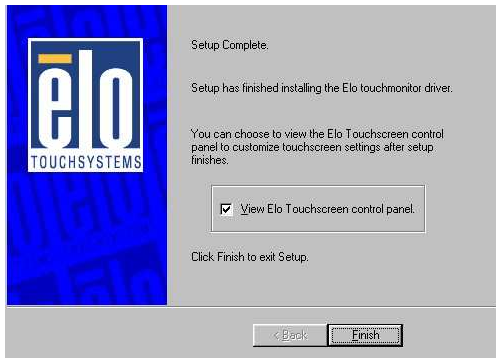 ēlo
TOUCHSYSTEMS
Setup Complete.
Setup has finished installing the Elo touchmonitor driver.
You can choose to view the Elo Touchscreen control
panel to customize touchscreen settings after setup
finishes.
View Elo Touchscreen control panel.
Click Finish to exit Setup.
< Back
Finish